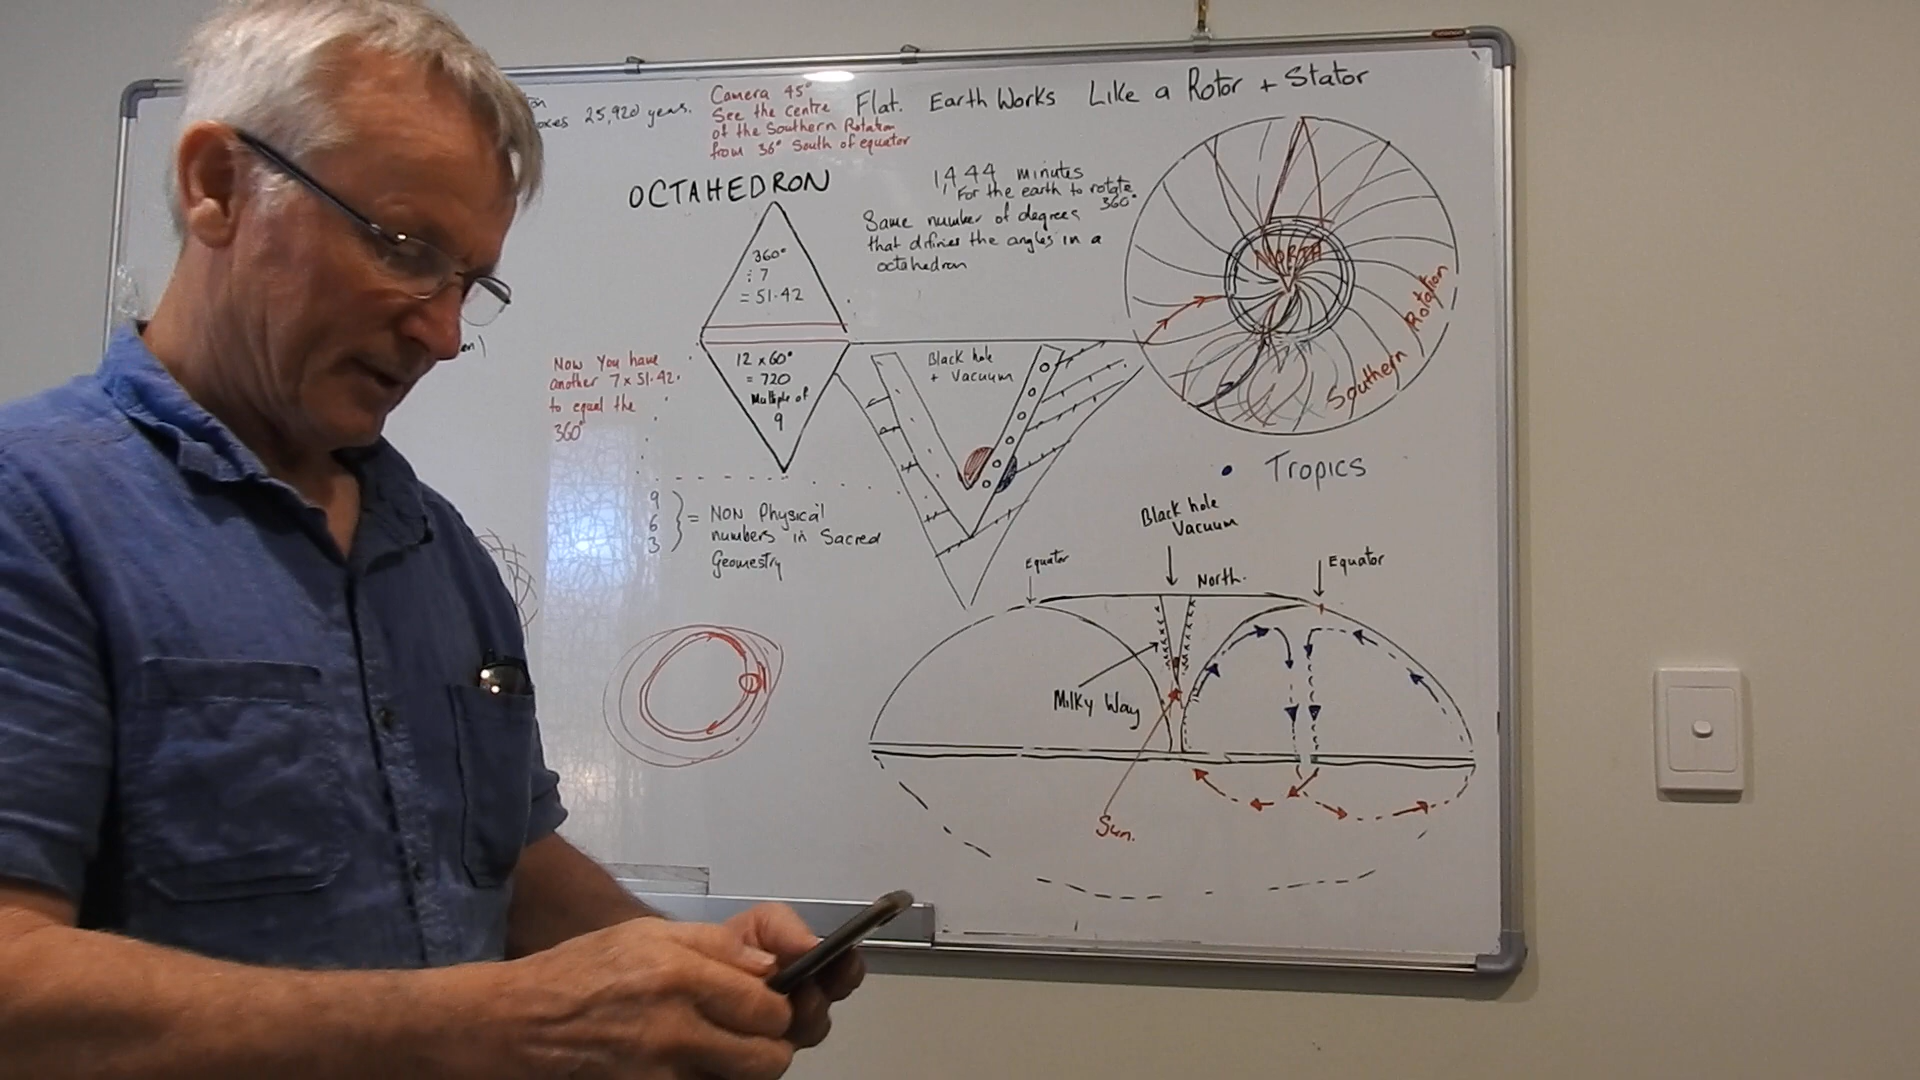 25,920 years.
Camera 45°
See the centre
of the Southern Rotation
from 36° South of equator
Flat. Earth Works Like a Rotor + Stator
OCTAHEDRON
1,444 minutes
For the earth to rotate
360°
Same number of degrees
that defines the angles in a
octahedron
360°
÷ 7
= 51.42
12 x 60°
= 720
Multiple of
9
Now You have
another 7 x 51.42.
to equal the
360°
Black hole
+ Vacuum
NORTH
Southern Rotation
Tropics
9
6
3
= NON Physical
numbers in Sacred
Geomestry
Black hole
Vacuum
Equator
North.
Equator
Milky Way
Sun.